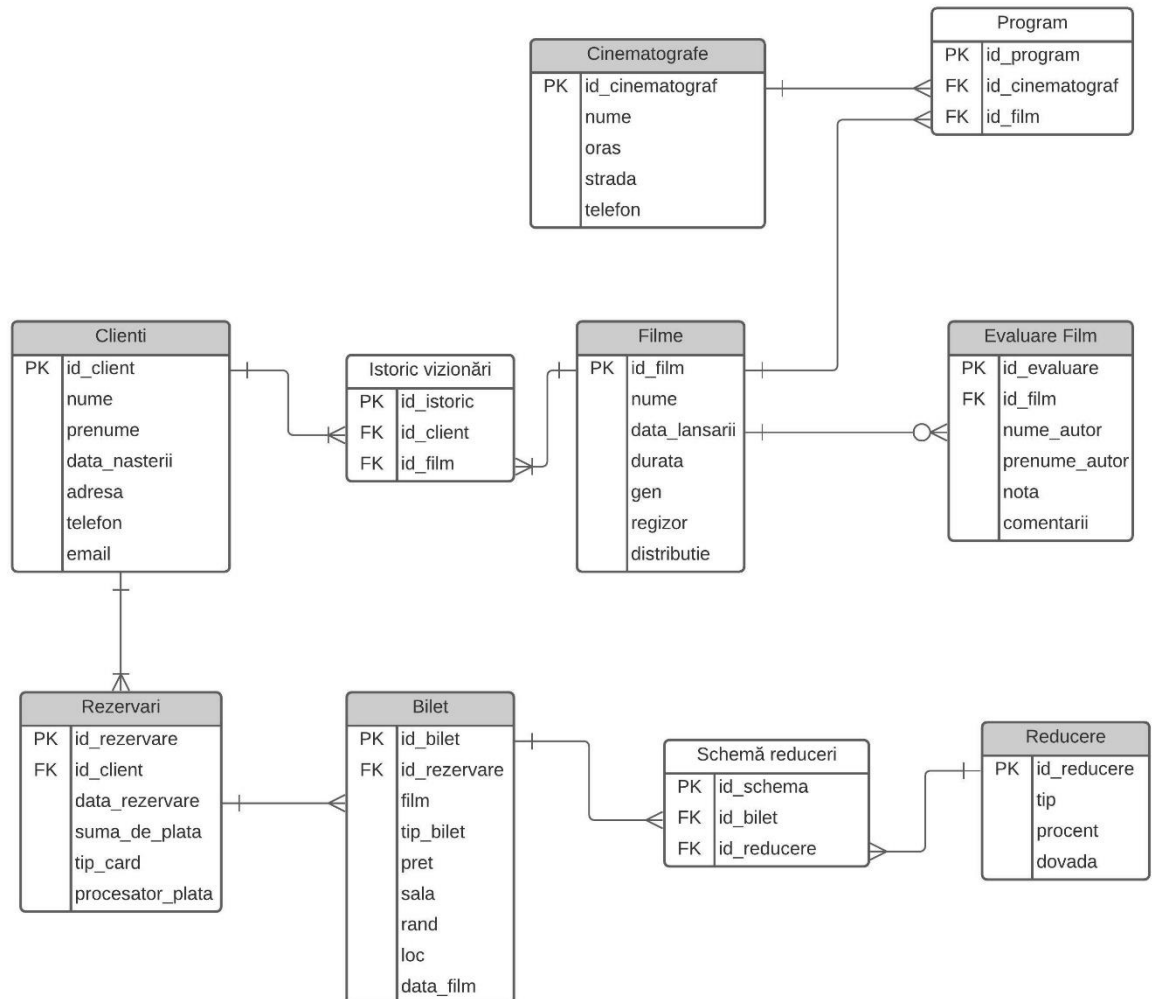 Program
PK id_program
FK id_cinematograf
FK id_film
Cinematografe
PK id_cinematograf
nume
oras
strada
telefon
Clienti
PK id_client
nume
prenume
data_nasterii
adresa
telefon
email
Istoric vizionări
PK id_istoric
FK id_client
FK id_film
Filme
PK id_film
nume
data_lansarii
durata
gen
regizor
distributie
Evaluare Film
PK id_evaluare
FK id_film
nume_autor
prenume_autor
nota
comentarii
Rezervari
PK id_rezervare
FK id_client
data_rezervare
suma_de_plata
tip_card
procesator_plata
Bilet
PK id_bilet
FK id_rezervare
film
tip_bilet
pret
sala
rand
loc
data_film
Schemă reduceri
PK id_schema
FK id_bilet
FK id_reducere
Reducere
PK id_reducere
tip
procent
dovada